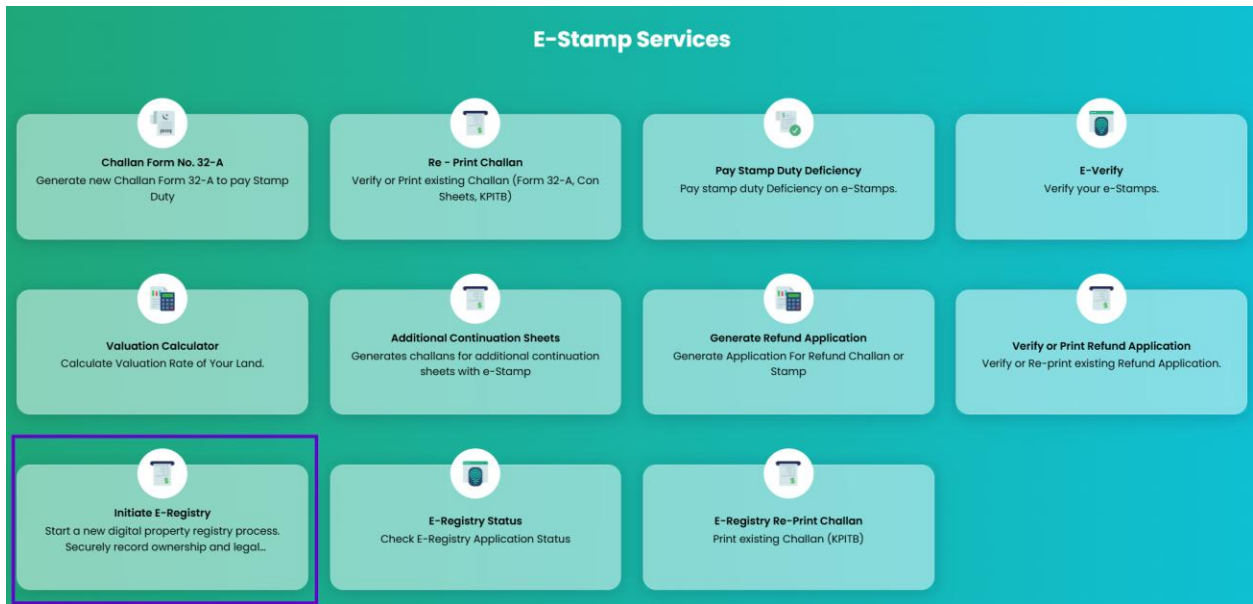 E-Stamp Services
Challan Form No. 32-A
Generate new Challan Form 32-A to pay Stamp
Duty
Re - Print Challan
Verify or Print existing Challan (Form 32-A, Con
Sheets, KPITB)
Pay Stamp Duty Deficiency
Pay stamp duty Deficiency on e-Stamps.
E-Verify
Verify your e-Stamps.
Valuation Calculator
Calculate Valuation Rate of Your Land.
Additional Continuation Sheets
Generates challans for additional continuation
sheets with e-Stamp
Generate Refund Application
Generate Application For Refund Challan or
Stamp
Verify or Print Refund Application
Verify or Re-print existing Refund Application.
Initiate E-Registry
Start a new digital property registry process.
Securely record ownership and legal…
E-Registry Status
Check E-Registry Application Status
E-Registry Re-Print Challan
Print existing Challan (KPITB)